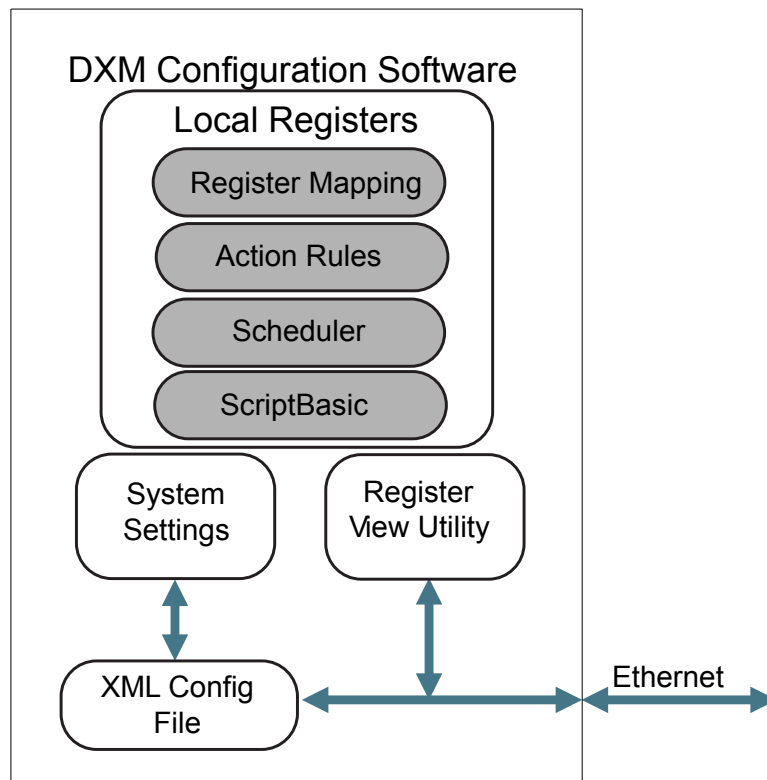 DXM Configuration Software
Local Registers
Register Mapping
Action Rules
Scheduler
ScriptBasic
System
Settings
Register
View Utility
XML Config
File
Ethernet